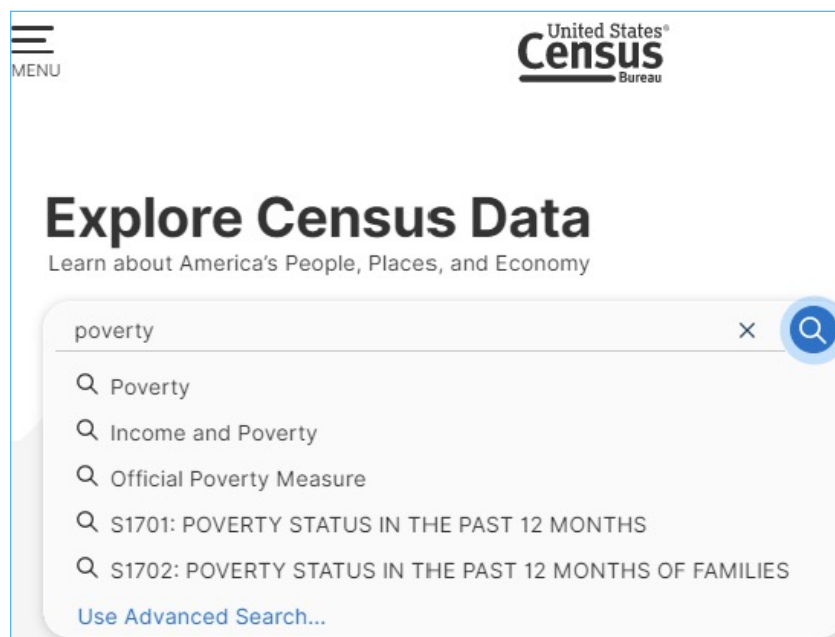 United States®
Census
Bureau
MENU
Explore Census Data
Learn about America's People, Places, and Economy
poverty
Poverty
Income and Poverty
Official Poverty Measure
S1701: POVERTY STATUS IN THE PAST 12 MONTHS
S1702: POVERTY STATUS IN THE PAST 12 MONTHS OF FAMILIES
Use Advanced Search...